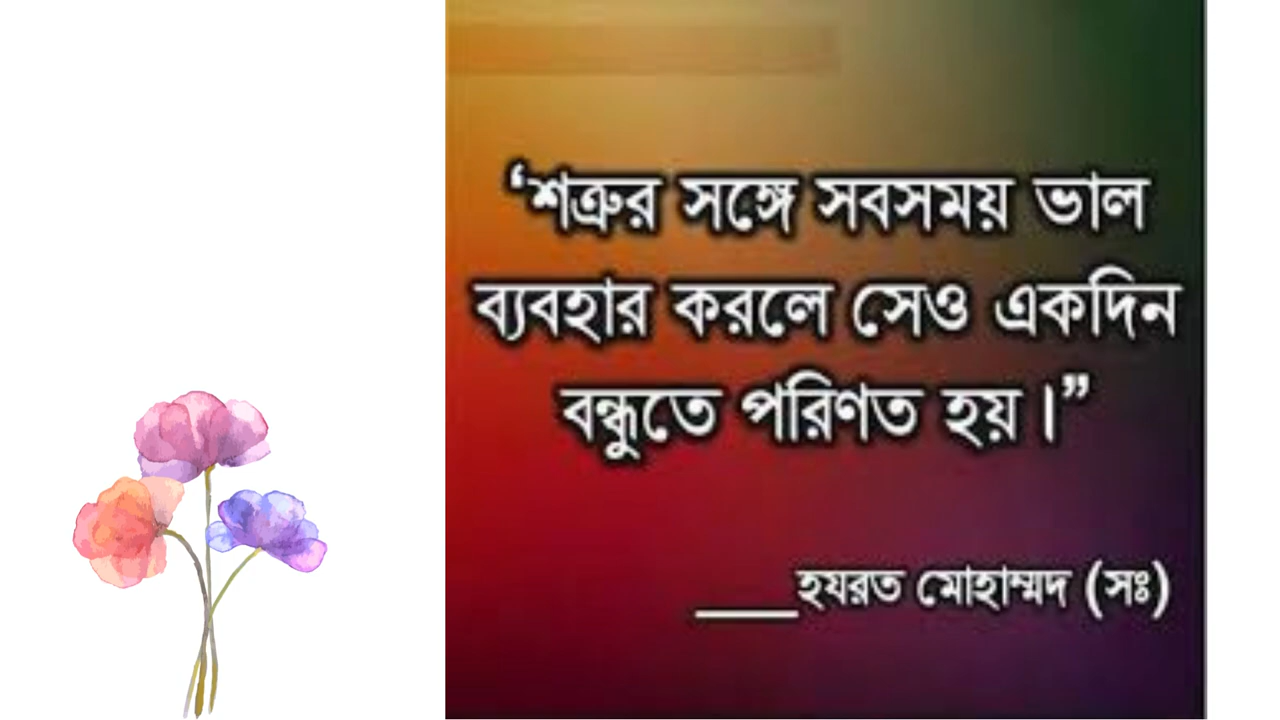 ‘শত্রুর সঙ্গে সবসময় ভাল
ব্যবহার করলে সেও একদিন
বন্ধুতে পরিণত হয়।”
____হযরত মোহাম্মদ (সঃ)